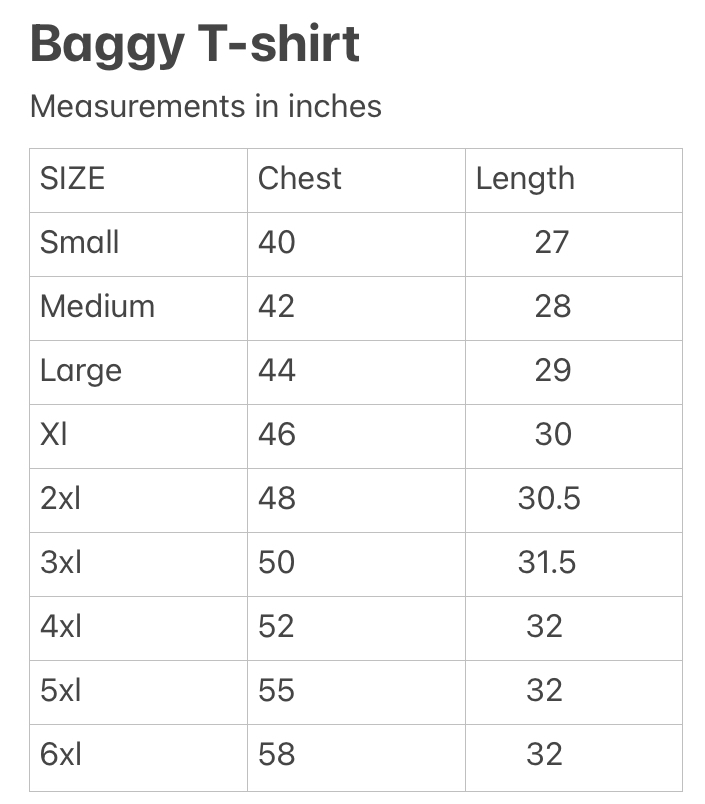 Baggy T-shirt
Measurements in inches
SIZE Chest Length
Small 40 27
Medium 42 28
Large 44 29
Xl 46 30
2xl 48 30.5
3xl 50 31.5
4xl 52 32
5xl 55 32
6xl 58 32